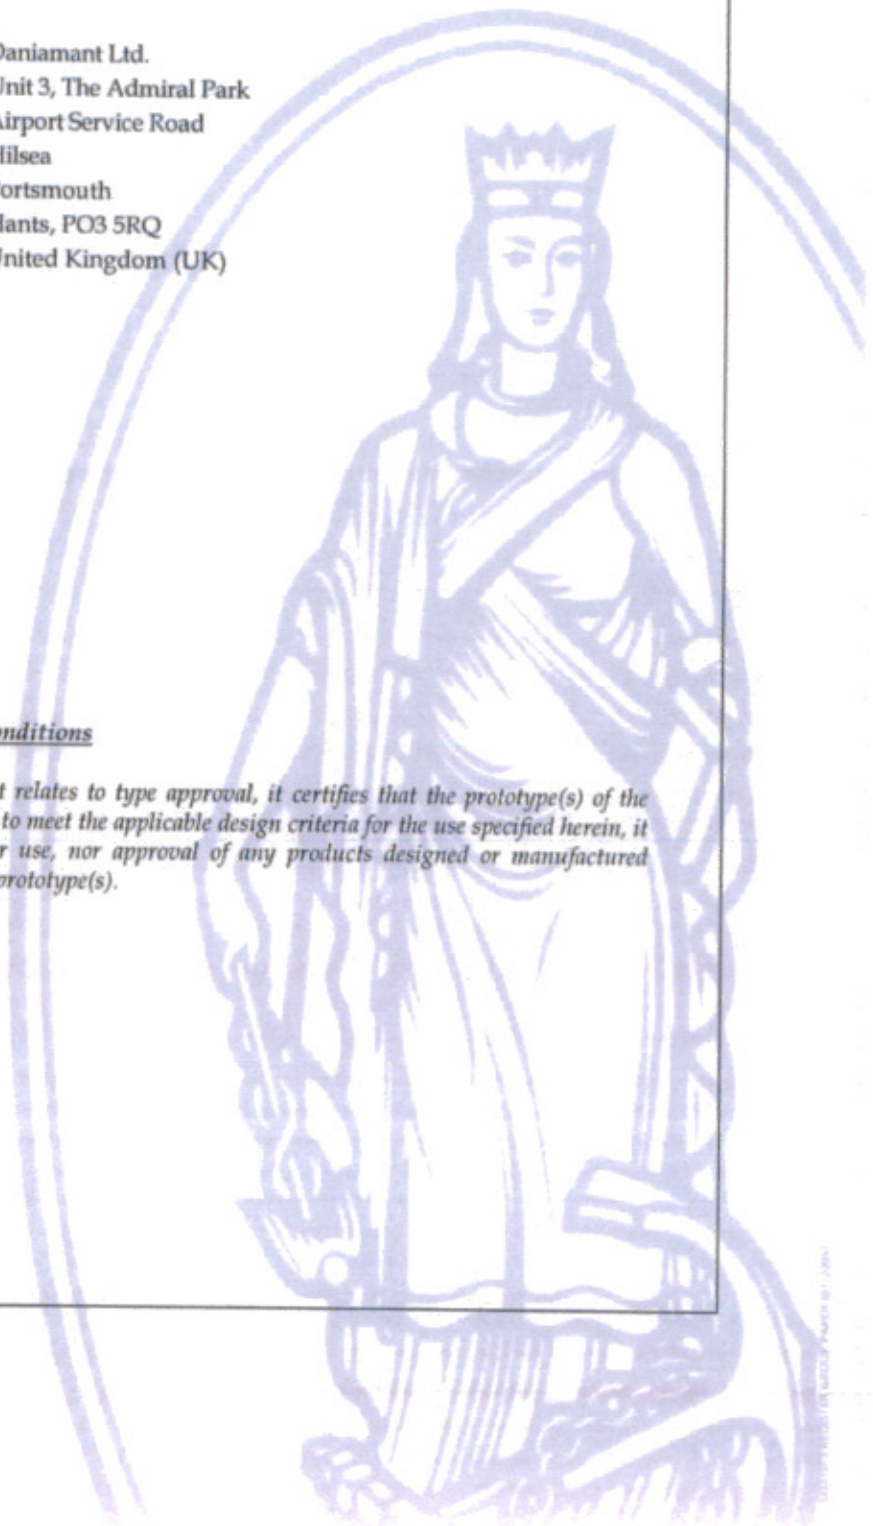 Daniamant Ltd.
Unit 3, The Admiral Park
Airport Service Road
Hilsea
Portsmouth
Hants, PO3 5RQ
United Kingdom (UK)
onditions
t relates to type approval, it certifies that the prototype(s) of the
to meet the applicable design criteria for the use specified herein, it
r use, nor approval of any products designed or manufactured
prototype(s).